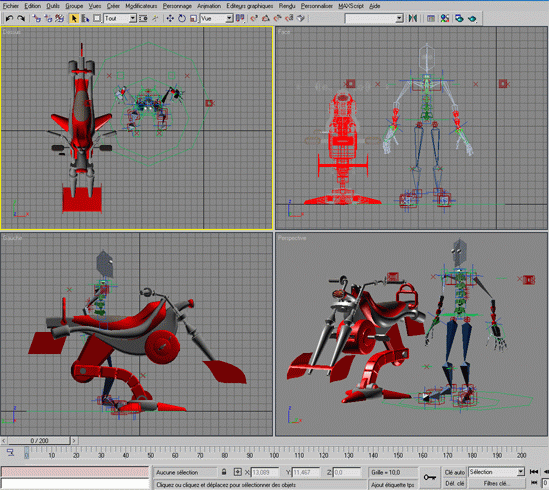 Fichier Edition Outils Groupe Vues Créer Modificateurs Personnage Animation Editeurs graphiques Rendu Personnaliser MAXScript Aide
Tout Vue
Dessus Face
Gauche Perspective
0 / 200
0 10 20 30 40 50 60 70 80 90 100 110 120 130 140 150 160 170 180 190 200
Aucune sélection X: 13,089 Y: 11,467 Z: 0,0 Grille = 10,0 Clé auto Sélection
Cliquez ou cliquez et déplacez pour sélectionner des objets Ajout étiquette tps Déf. clé Filtres clé... 0